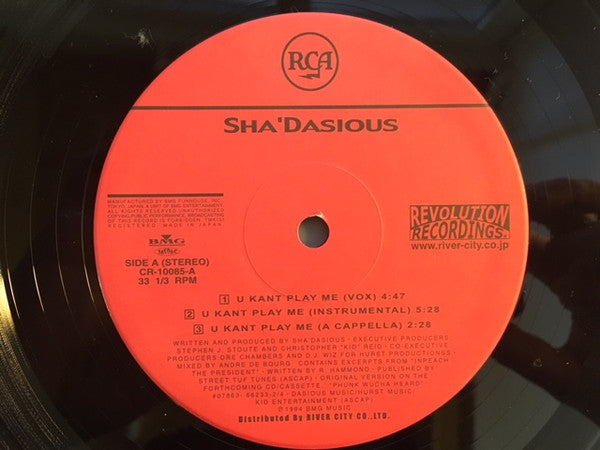 RCA
SHA'DASIOUS
MANUFACTURED BY BMG FUNHOUSE, INC.
TOKYO, JAPAN. A UNIT OF BMG ENTERTAINMENT.
ALL RIGHTS RESERVED UNAUTHORIZED
COPYING, PUBLIC PERFORMANCE, BROADCASTING
OF THIS RECORD IS FORBIDDEN.
REGISTERED. MADE IN JAPAN
BMG
SIDE A (STEREO)
CR-10085-A
33 1/3 RPM
REVOLUTION
RECORDINGS.
www.river-city.co.jp
1 U KANT PLAY ME (VOX) 4:47
2 U KANT PLAY ME (INSTRUMENTAL) 5:28
3 U KANT PLAY ME (A CAPPELLA) 2:28
WRITTEN AND PRODUCED BY SHA'DASIOUS - EXECUTIVE PRODUCERS
STEPHEN J. STOUTE AND CHRISTOPHER "KID" REID - CO-EXECUTIVE
PRODUCERS: DRE CHAMBERS AND D.J. WIZ FOR HURST PRODUCTIONGS -
MIXED BY ANDRE DE BOURG - CONTAINS EXCERPTS FROM "INPEACH
THE PRESIDENT" - WRITTEN BY R. HAMMOND - PUBLISHED BY
STREET TUF TUNES (ASCAP) - ORIGINAL VERSION ON THE
FORTHCOMING CD/CASSETTE, "PHUNK WUCHA HEARD"
#07863- 66233-2/4 - DASIOUS MUSIC/HURST MUSIC/
KID ENTERTAINMENT (ASCAP)
© 1994 BMG MUSIC
Distributed By RIVER CITY CO.,LTD.